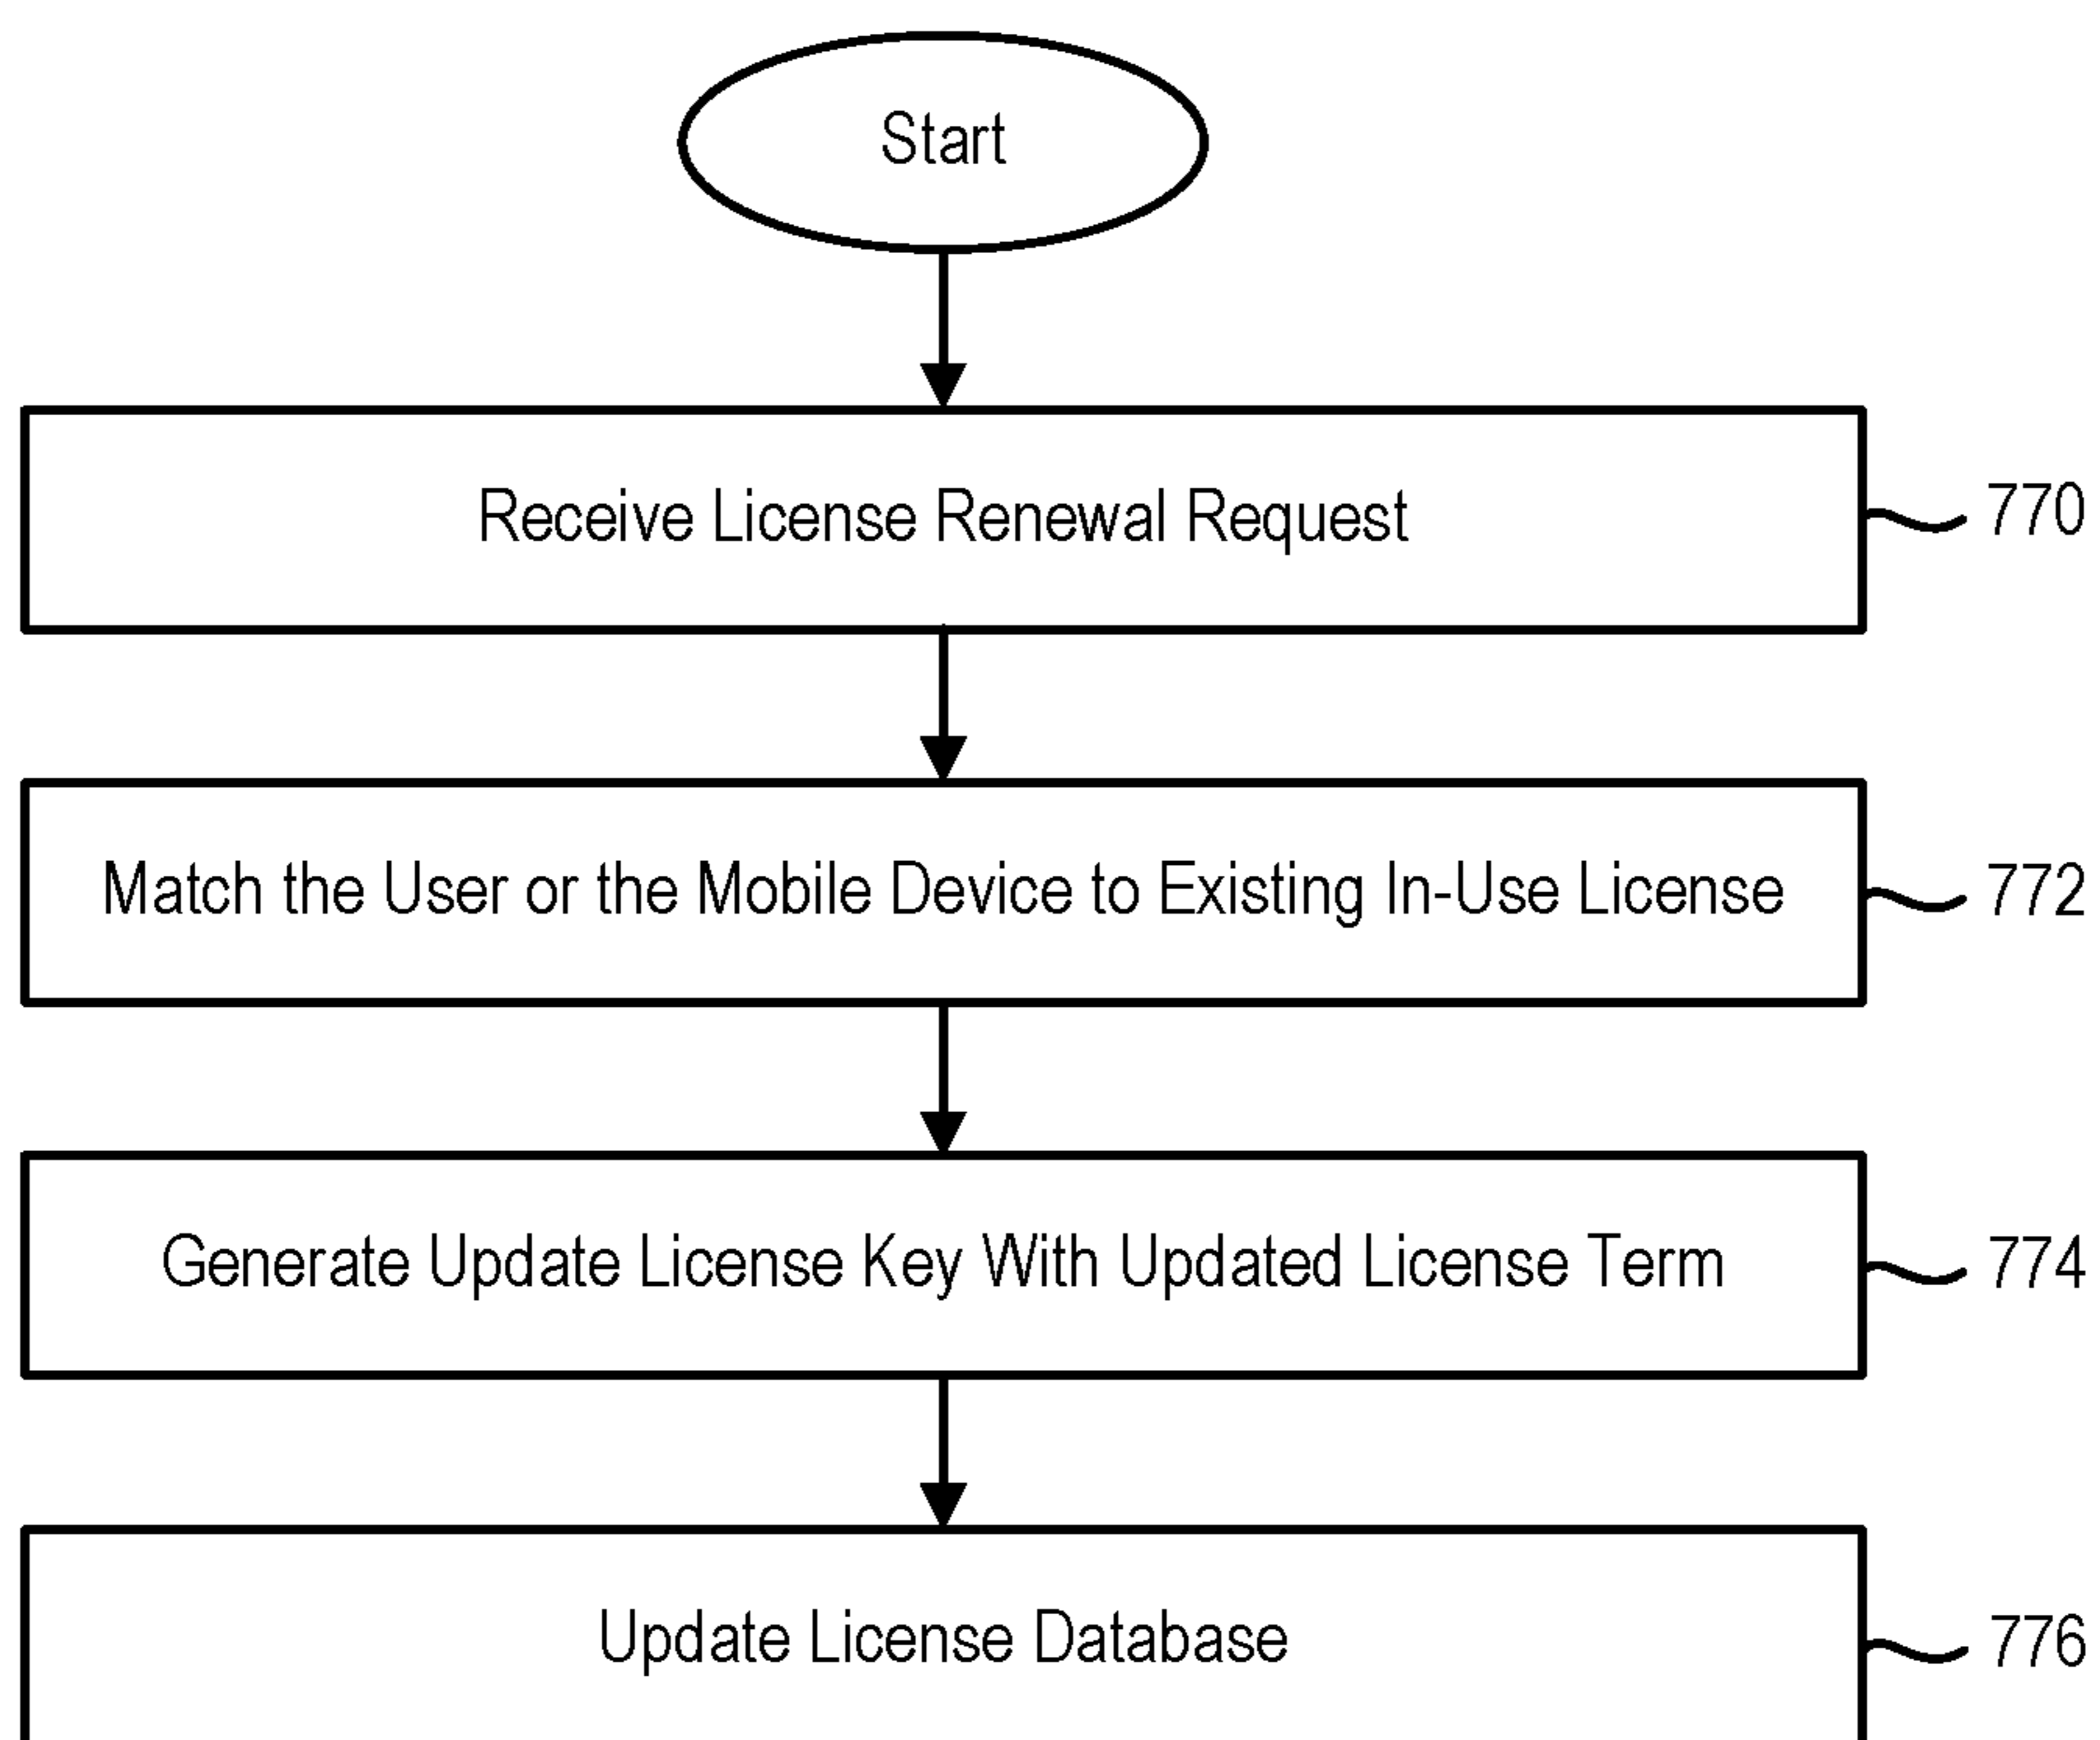 Start
Receive License Renewal Request
770
Match the User or the Mobile Device to Existing In-Use License
772
Generate Update License Key With Updated License Term
774
Update License Database
776